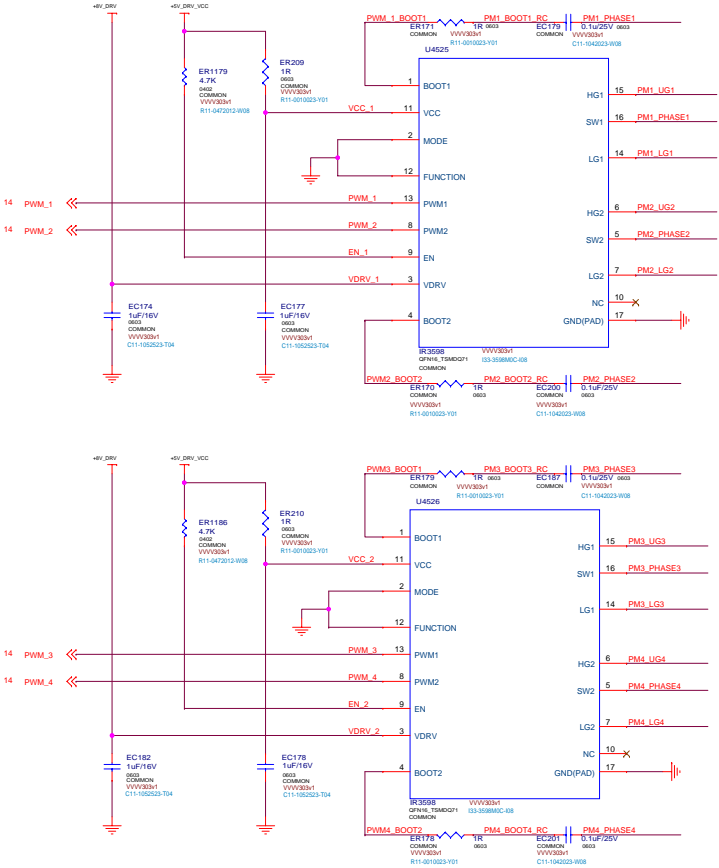 +8V_DRV
+5V_DRV_VCC
PWM_1_BOOT1
PM1_BOOT1_RC
PM1_PHASE1
ER171
COMMON
VVVV303v1
R11-0010023-Y01
1R
0603
EC179
COMMON
0.1u/25V
0603
VVVV303v1
C11-1042023-W08
U4525
ER1179
4.7K
0402
COMMON
VVVV303v1
R11-0472012-W08
ER209
1R
0603
COMMON
VVVV303v1
R11-0010023-Y01
1
BOOT1
VCC_1
11
VCC
2
MODE
12
FUNCTION
14
PWM_1
PWM_1
13
PWM1
14
PWM_2
PWM_2
8
PWM2
EN_1
9
EN
VDRV_1
3
VDRV
4
BOOT2
HG1
15
PM1_UG1
SW1
16
PM1_PHASE1
LG1
14
PM1_LG1
HG2
6
PM2_UG2
SW2
5
PM2_PHASE2
LG2
7
PM2_LG2
NC
10
GND(PAD)
17
EC174
1uF/16V
0603
COMMON
VVVV303v1
C11-1052523-T04
EC177
1uF/16V
0603
COMMON
VVVV303v1
C11-1052523-T04
IR3598
QFN16_TSMDQ71
COMMON
VVVV303v1
I33-3598M0C-I08
PWM2_BOOT2
PM2_BOOT2_RC
PM2_PHASE2
ER170
COMMON
VVVV303v1
R11-0010023-Y01
1R
0603
EC200
COMMON
VVVV303v1
C11-1042023-W08
0.1uF/25V
0603
+8V_DRV
+5V_DRV_VCC
PWM3_BOOT1
PM3_BOOT3_RC
PM3_PHASE3
ER179
COMMON
1R
0603
VVVV303v1
R11-0010023-Y01
EC187
COMMON
0.1u/25V
0603
VVVV303v1
C11-1042023-W08
U4526
ER1186
4.7K
0402
COMMON
VVVV303v1
R11-0472012-W08
ER210
1R
0603
COMMON
VVVV303v1
R11-0010023-Y01
1
BOOT1
VCC_2
11
VCC
2
MODE
12
FUNCTION
14
PWM_3
PWM_3
13
PWM1
14
PWM_4
PWM_4
8
PWM2
EN_2
9
EN
VDRV_2
3
VDRV
4
BOOT2
HG1
15
PM3_UG3
SW1
16
PM3_PHASE3
LG1
14
PM3_LG3
HG2
6
PM4_UG4
SW2
5
PM4_PHASE4
LG2
7
PM4_LG4
NC
10
GND(PAD)
17
EC182
1uF/16V
0603
COMMON
VVVV303v1
C11-1052523-T04
EC178
1uF/16V
0603
COMMON
VVVV303v1
C11-1052523-T04
IR3598
QFN16_TSMDQ71
COMMON
VVVV303v1
I33-3598M0C-I08
PWM4_BOOT2
PM4_BOOT4_RC
PM4_PHASE4
ER178
COMMON
VVVV303v1
R11-0010023-Y01
1R
0603
EC201
COMMON
VVVV303v1
C11-1042023-W08
0.1uF/25V
0603